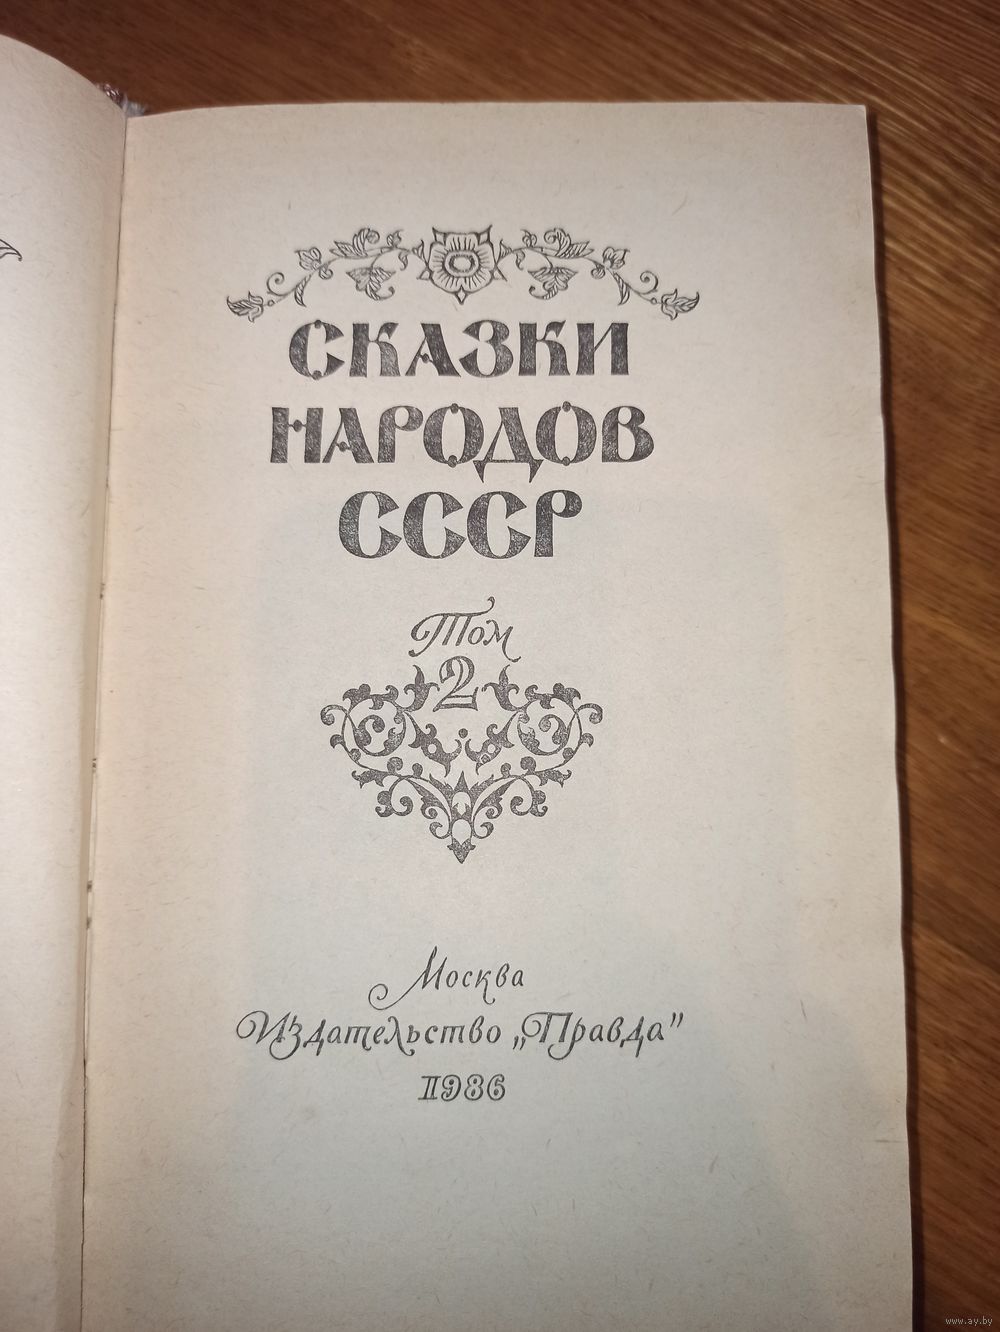 СКАЗКИ
НАРОДОВ
СССР
Том
2
Москва
Издательство „Правда"
1986
www.ay.by